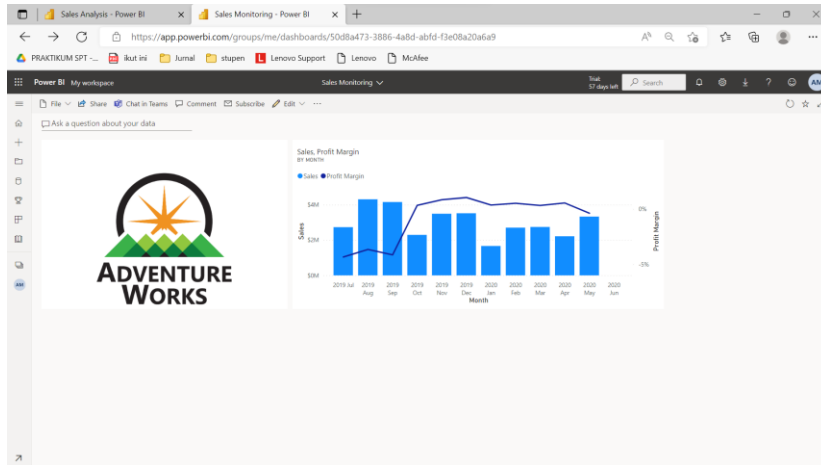 Sales Analysis - Power BI
Sales Monitoring - Power BI
https://app.powerbi.com/groups/me/dashboards/50d8a473-3886-4a8d-abfd-f3e08a20a6a9
PRAKTIKUM SPT -...
ikut ini
Jurnal
stupen
Lenovo Support
Lenovo
McAfee
Power BI My workspace
Sales Monitoring
Trial
57 days left
Search
AM
File
Share
Chat in Teams
Comment
Subscribe
Edit
Ask a question about your data
AM
ADVENTURE
WORKS
Sales, Profit Margin
BY MONTH
Sales Profit Margin
$4M
$2M
$0M
Sales
0%
-5%
Profit Margin
2019 Jul 2019 2019 2019 2019 2019 2020 2020 2020 2020 2020 2020
Aug Sep Oct Nov Dec Jan Feb Mar Apr May Jun
Month